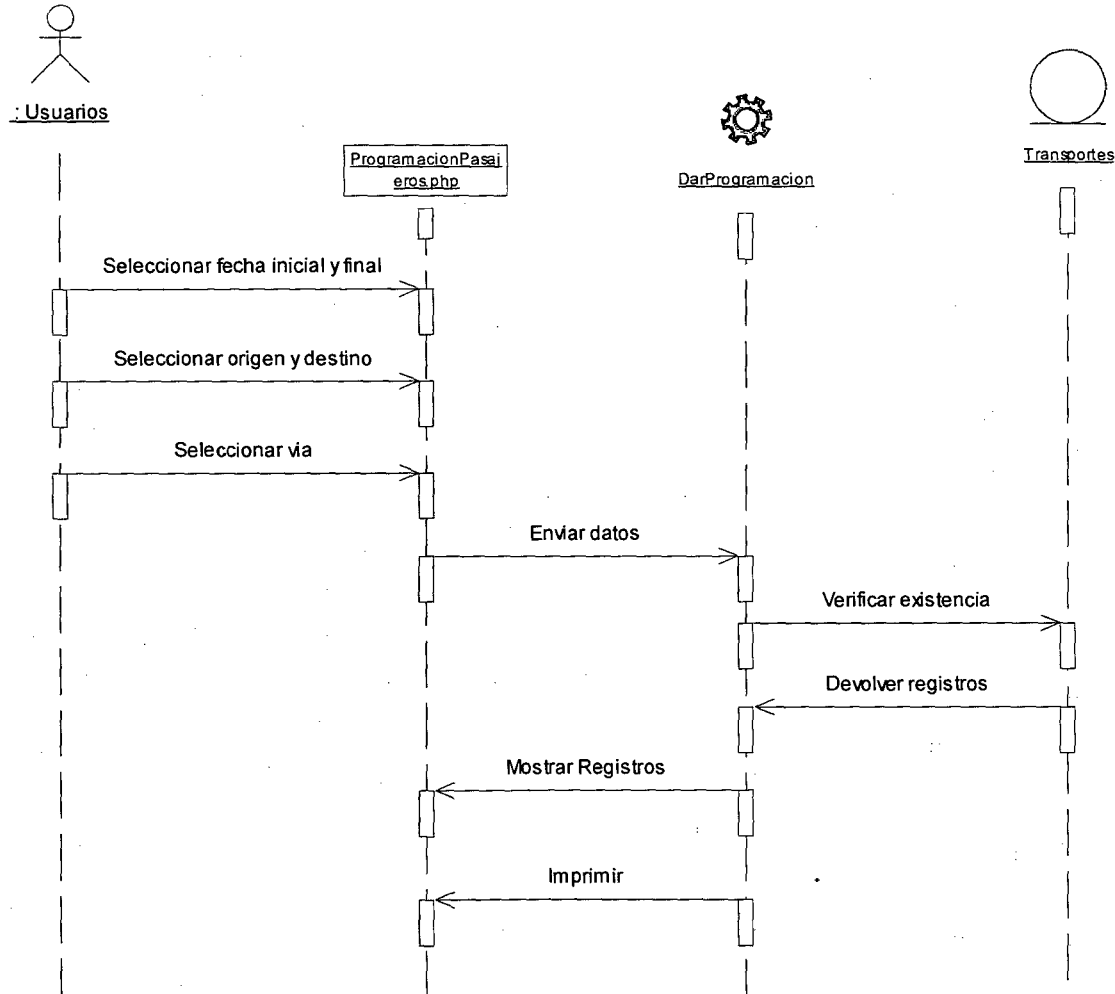 : Usuarios
ProgramacionPasaj
eros.php
DarProgramacion
Transportes
Seleccionar fecha inicial y final
Seleccionar origen y destino
Seleccionar via
Enviar datos
Verificar existencia
Devolver registros
Mostrar Registros
Imprimir